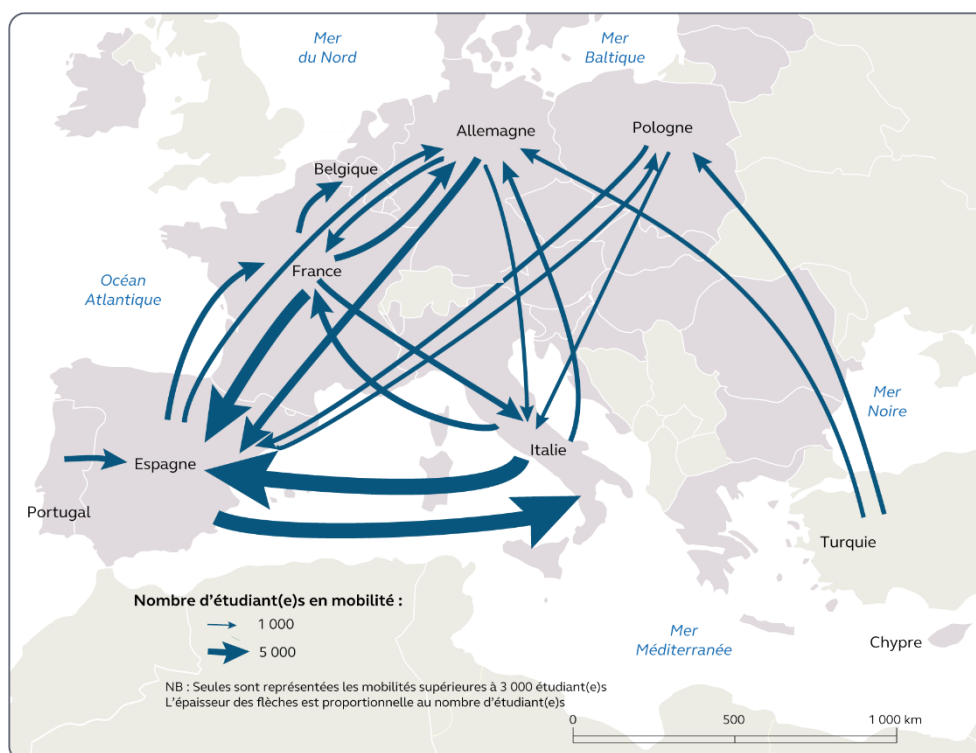 Mer
du Nord
Mer
Baltique
Allemagne
Pologne
Belgique
France
Océan
Atlantique
Mer
Noire
Italie
Espagne
Portugal
Turquie
Nombre d'étudiant(e)s en mobilité :
1 000
5 000
Mer
Méditerranée
Chypre
NB : Seules sont représentées les mobilités supérieures à 3 000 étudiant(e)s
L'épaisseur des flèches est proportionnelle au nombre d'étudiant(e)s
0 500 1 000 km